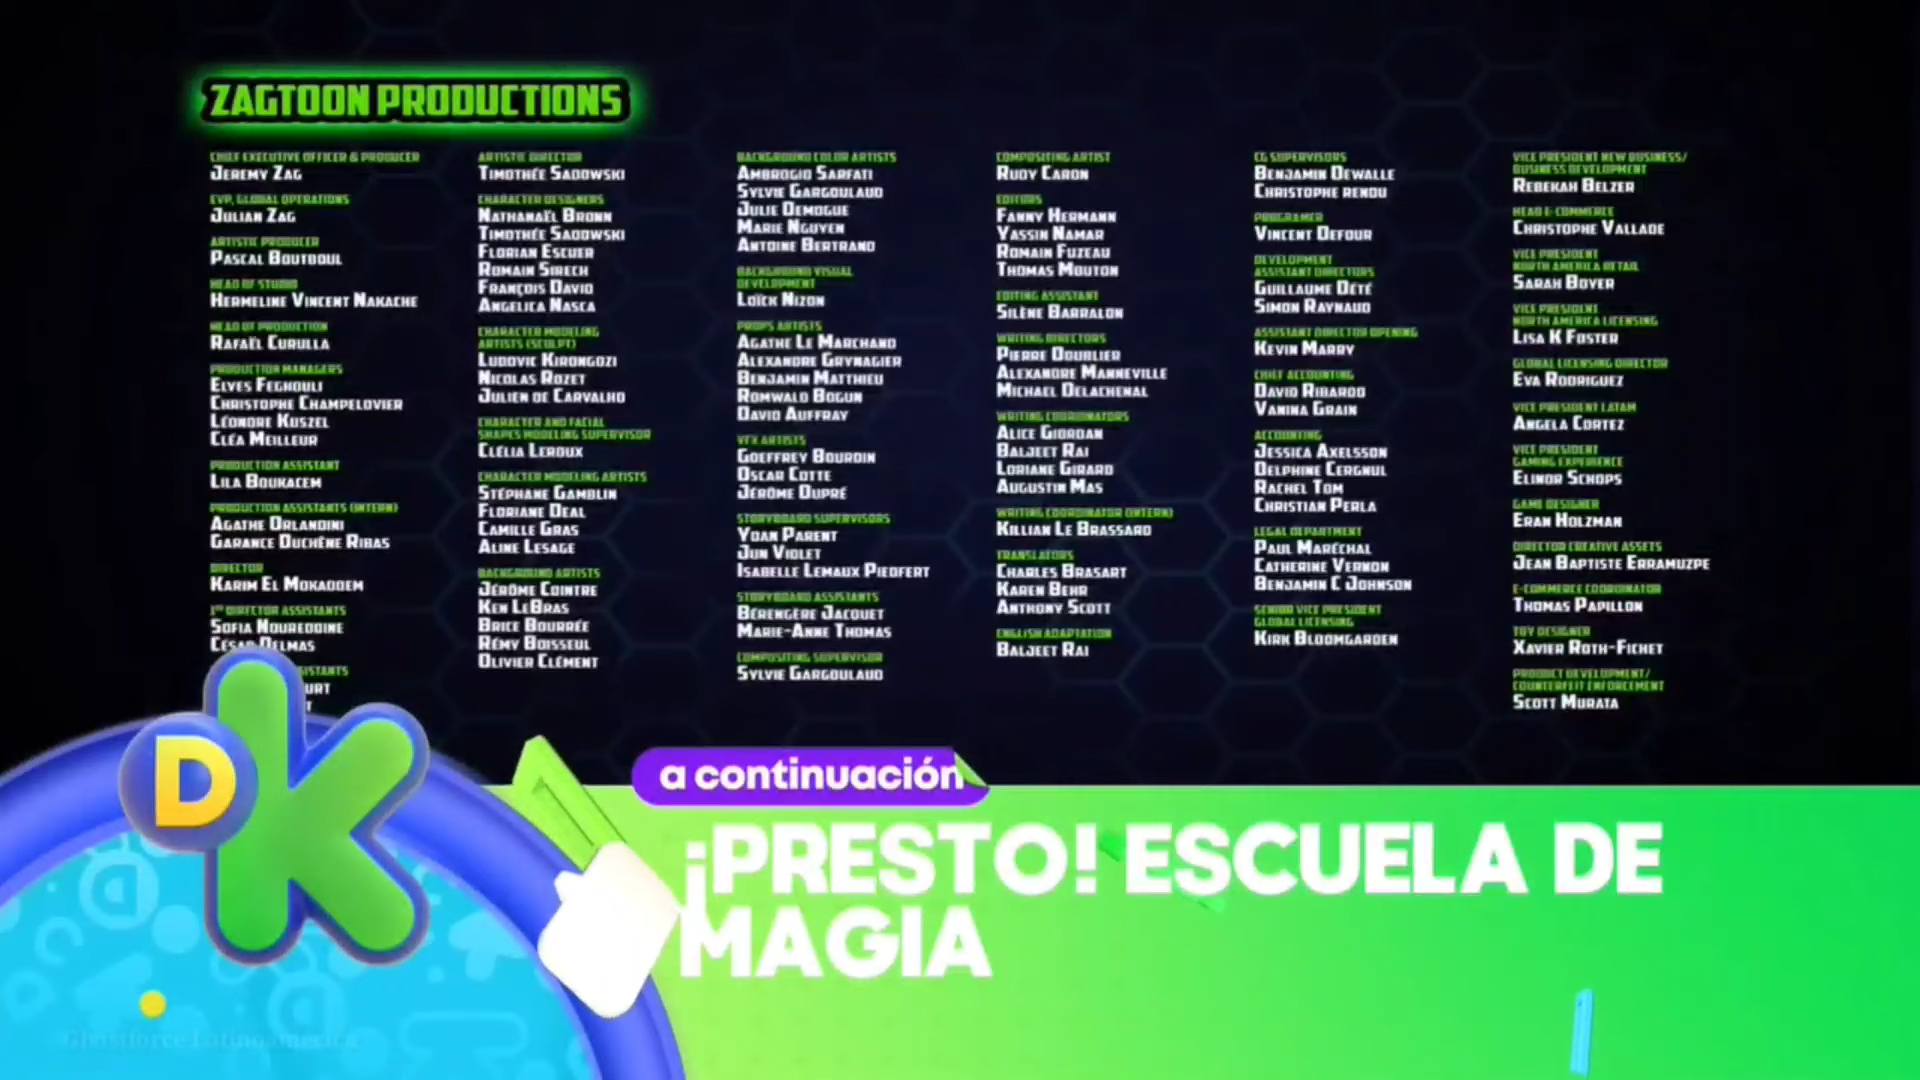 ZAGTOON PRODUCTIONS
CHIEF EXECUTIVE OFFICER & PRODUCER
JEREMY ZAG
EVP, GLOBAL OPERATIONS
JULIAN ZAG
ARTISTIC PRODUCER
PASCAL BOUTBOUL
HEAD OF STUDIO
HERMELINE VINCENT NAKACHE
HEAD OF PRODUCTION
RAFAËL CURULLA
PRODUCTION MANAGERS
ELVES FEGHOULI
CHRISTOPHE CHAMPELOVIER
LÉONORE KUSZEL
CLÉA MEILLEUR
PRODUCTION ASSISTANT
LILA BOUKACEM
PRODUCTION ASSISTANTS (INTERN)
AGATHE ORLANDINI
GARANCE DUCHÊNE RIBAS
DIRECTOR
KARIM EL MOKADDEM
1ST DIRECTOR ASSISTANTS
SOFIA NOUREDDINE
CÉSAR DELMAS
ISTANTS
URT
T
ARTISTIC DIRECTOR
TIMOTHÉE SADOWSKI
CHARACTER DESIGNERS
NATHANAËL BRONN
TIMOTHÉE SADOWSKI
FLORIAN ESCUER
ROMAIN SIRECH
FRANÇOIS DAVID
ANGELICA NASCA
CHARACTER MODELING
ARTISTS (SCULPT)
LUDOVIC KIRONGOZI
NICOLAS ROZET
JULIEN DE CARVALHO
CHARACTER AND FACIAL
SHAPES MODELING SUPERVISOR
CLÉLIA LEROUX
CHARACTER MODELING ARTISTS
STÉPHANE GAMBLIN
FLORIANE DEAL
CAMILLE GRAS
ALINE LESAGE
BACKGROUND ARTISTS
JÉRÔME COINTRE
KEN LEBRAS
BRICE BOURRÉE
RÉMY BOISSEUL
OLIVIER CLÉMENT
BACKGROUND COLOR ARTISTS
AMBROGIO SARFATI
SYLVIE GARGOULAUD
JULIE DEMOGUE
MARIE NGUYEN
ANTOINE BERTRAND
BACKGROUND VISUAL
DEVELOPMENT
LOÏCK NIZON
PROPS ARTISTS
AGATHE LE MARCHAND
ALEXANDRE GRYNAGIER
BENJAMIN MATTHIEU
ROMWALD BOGUN
DAVID AUFFRAY
VFX ARTISTS
GOEFFREY BOURDIN
OSCAR COTTE
JÉRÔME DUPRÉ
STORYBOARD SUPERVISORS
YOAN PARENT
JUN VIOLET
ISABELLE LEMAUX PIEDFERT
STORYBOARD ASSISTANTS
BÉRENGÈRE JACQUET
MARIE-ANNE THOMAS
COMPOSITING SUPERVISOR
SYLVIE GARGOULAUD
COMPOSITING ARTIST
RUDY CARON
EDITORS
FANNY HERMANN
YASSIN NAMAR
ROMAIN FUZEAU
THOMAS MOUTON
EDITING ASSISTANT
SILÈNE BARRALON
WRITING DIRECTORS
PIERRE DOUBLIER
ALEXANDRE MANNEVILLE
MICHAEL DELACHENAL
WRITING COORDINATORS
ALICE GIORDAN
BALJEET RAI
LORIANE GIRARD
AUGUSTIN MAS
WRITING COORDINATOR (INTERN)
KILLIAN LE BRASSARD
TRANSLATORS
CHARLES BRASART
KAREN BEHR
ANTHONY SCOTT
ENGLISH ADAPTATION
BALJEET RAI
CG SUPERVISORS
BENJAMIN DEWALLE
CHRISTOPHE RENDU
PROGRAMER
VINCENT DEFOUR
DEVELOPMENT
ASSISTANT DIRECTORS
GUILLAUME DÉTÉ
SIMON RAYNAUD
ASSISTANT DIRECTOR OPENING
KEVIN MARRY
CHIEF ACCOUNTING
DAVID RIBARDO
VANINA GRAIN
ACCOUNTING
JESSICA AXELSSON
DELPHINE CERGNUL
RACHEL TOM
CHRISTIAN PERLA
LEGAL DEPARTMENT
PAUL MARÉCHAL
CATHERINE VERNON
BENJAMIN C JOHNSON
SENIOR VICE PRESIDENT
GLOBAL LICENSING
KIRK BLOOMGARDEN
VICE PRESIDENT NEW BUSINESS/
BUSINESS DEVELOPMENT
REBEKAH BELZER
HEAD E-COMMERCE
CHRISTOPHE VALLADE
VICE PRESIDENT
NORTH AMERICA RETAIL
SARAH BOYER
VICE PRESIDENT
NORTH AMERICA LICENSING
LISA K FOSTER
GLOBAL LICENSING DIRECTOR
EVA RODRIGUEZ
VICE PRESIDENT LATAM
ANGELA CORTEZ
VICE PRESIDENT
GAMING EXPERIENCE
ELINOR SCHOPS
GAME DESIGNER
ERAN HOLZMAN
DIRECTOR CREATIVE ASSETS
JEAN BAPTISTE ERRAMUZPE
E-COMMERCE COORDINATOR
THOMAS PAPILLON
TOY DESIGNER
XAVIER ROTH-FICHET
PRODUCT DEVELOPMENT/
COUNTERFEIT ENFORCEMENT
SCOTT MURATA
DK
a continuación
¡PRESTO! ESCUELA DE
MAGIA
Ghostforce Latinoamérica